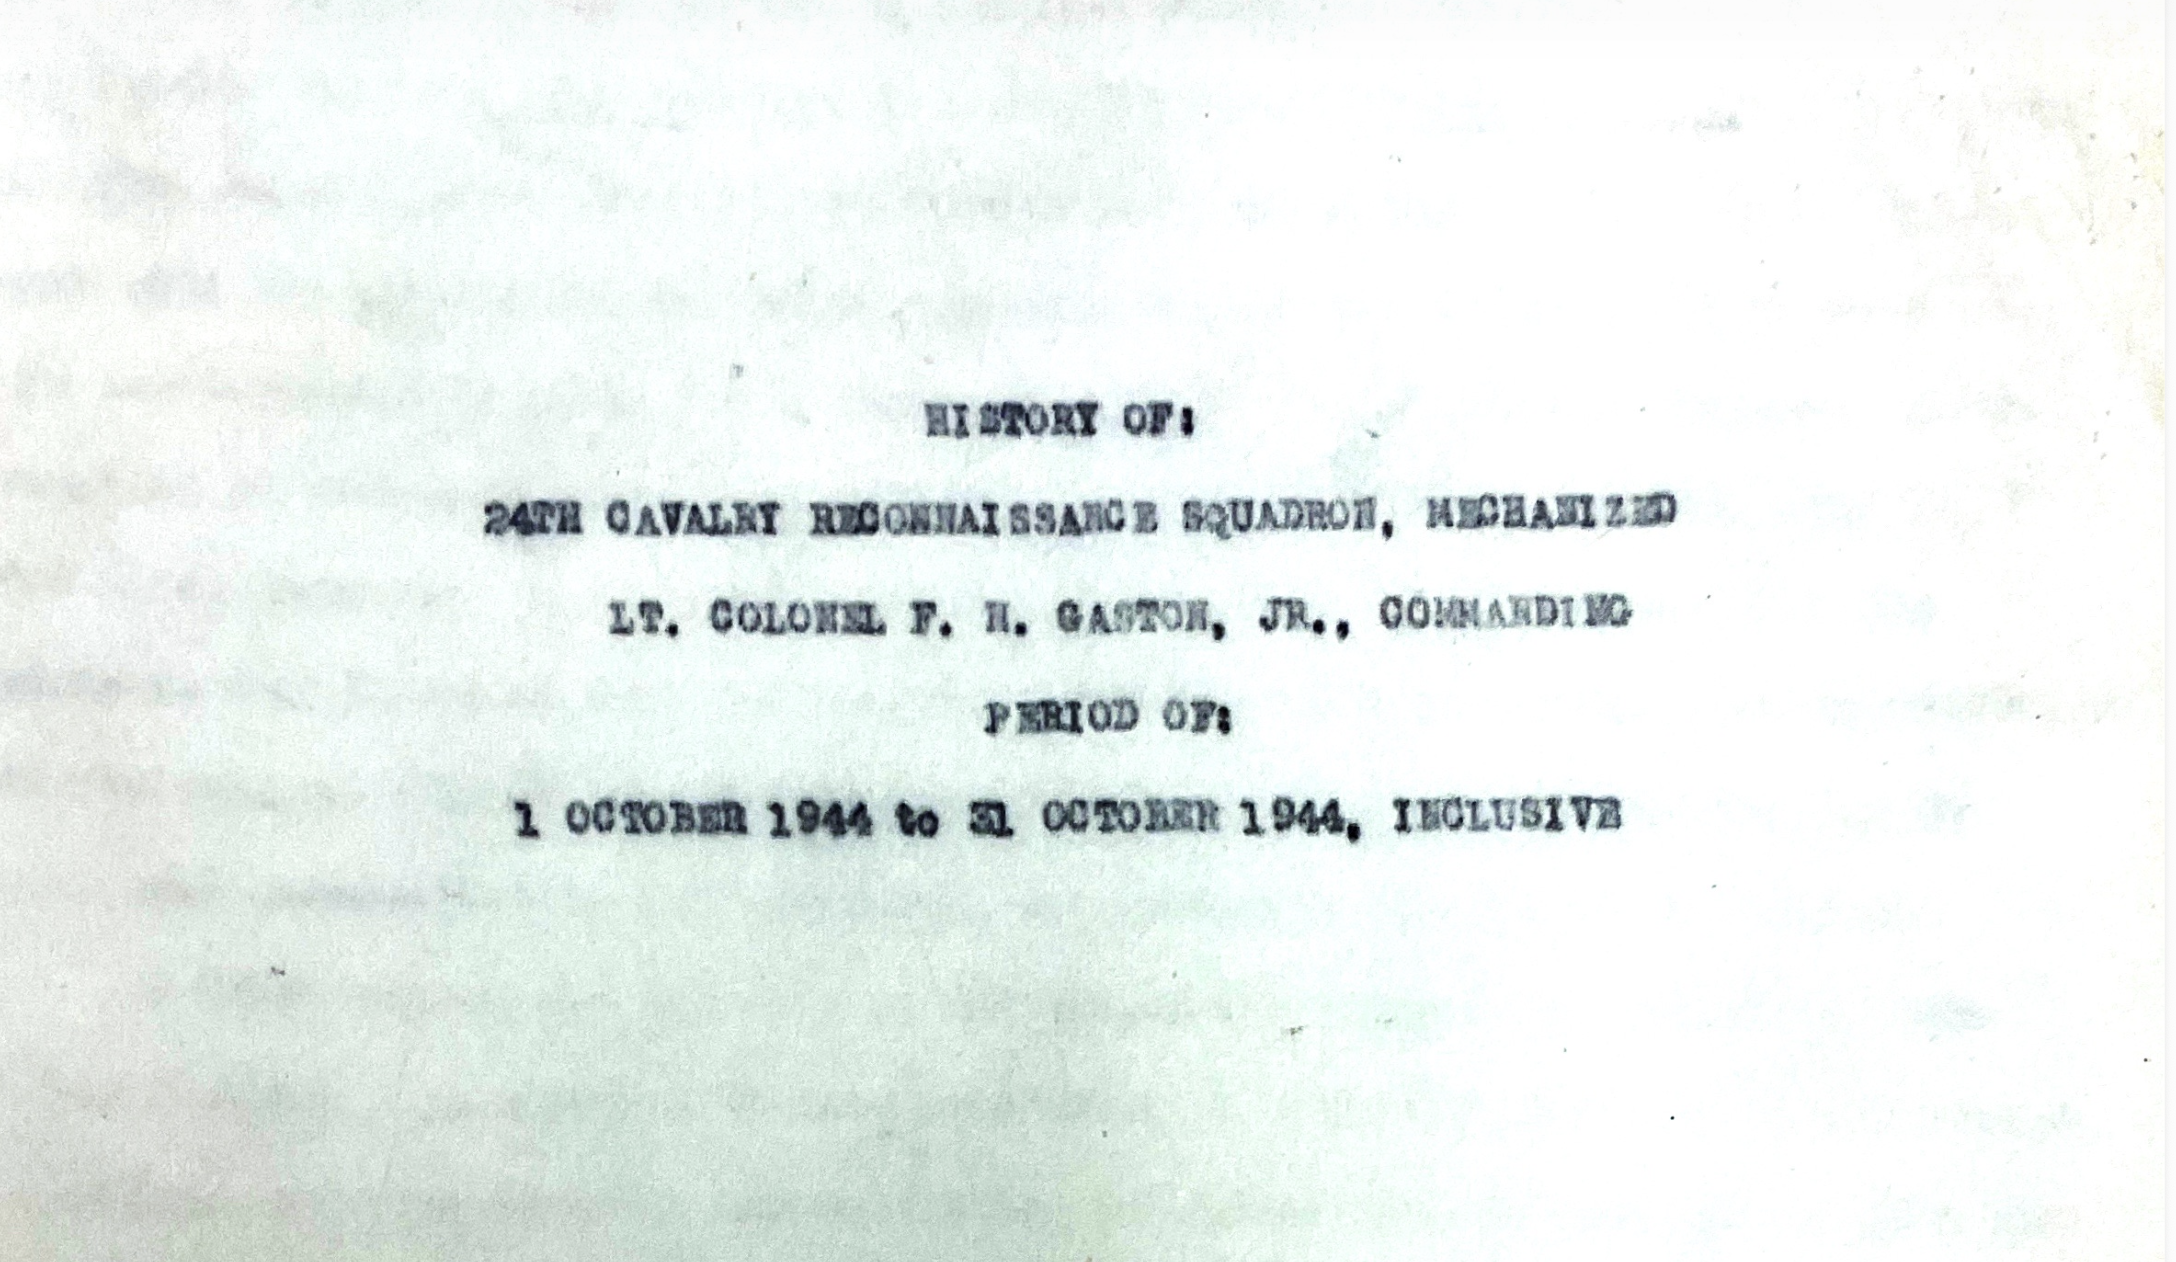 HISTORY OF:
24TH CAVALRY RECONNAISSANCE SQUADRON, MECHANIZED
LT. COLONEL F. H. GASTON, JR., COMMANDING
PERIOD OF:
1 OCTOBER 1944 to 31 OCTOBER 1944, INCLUSIVE